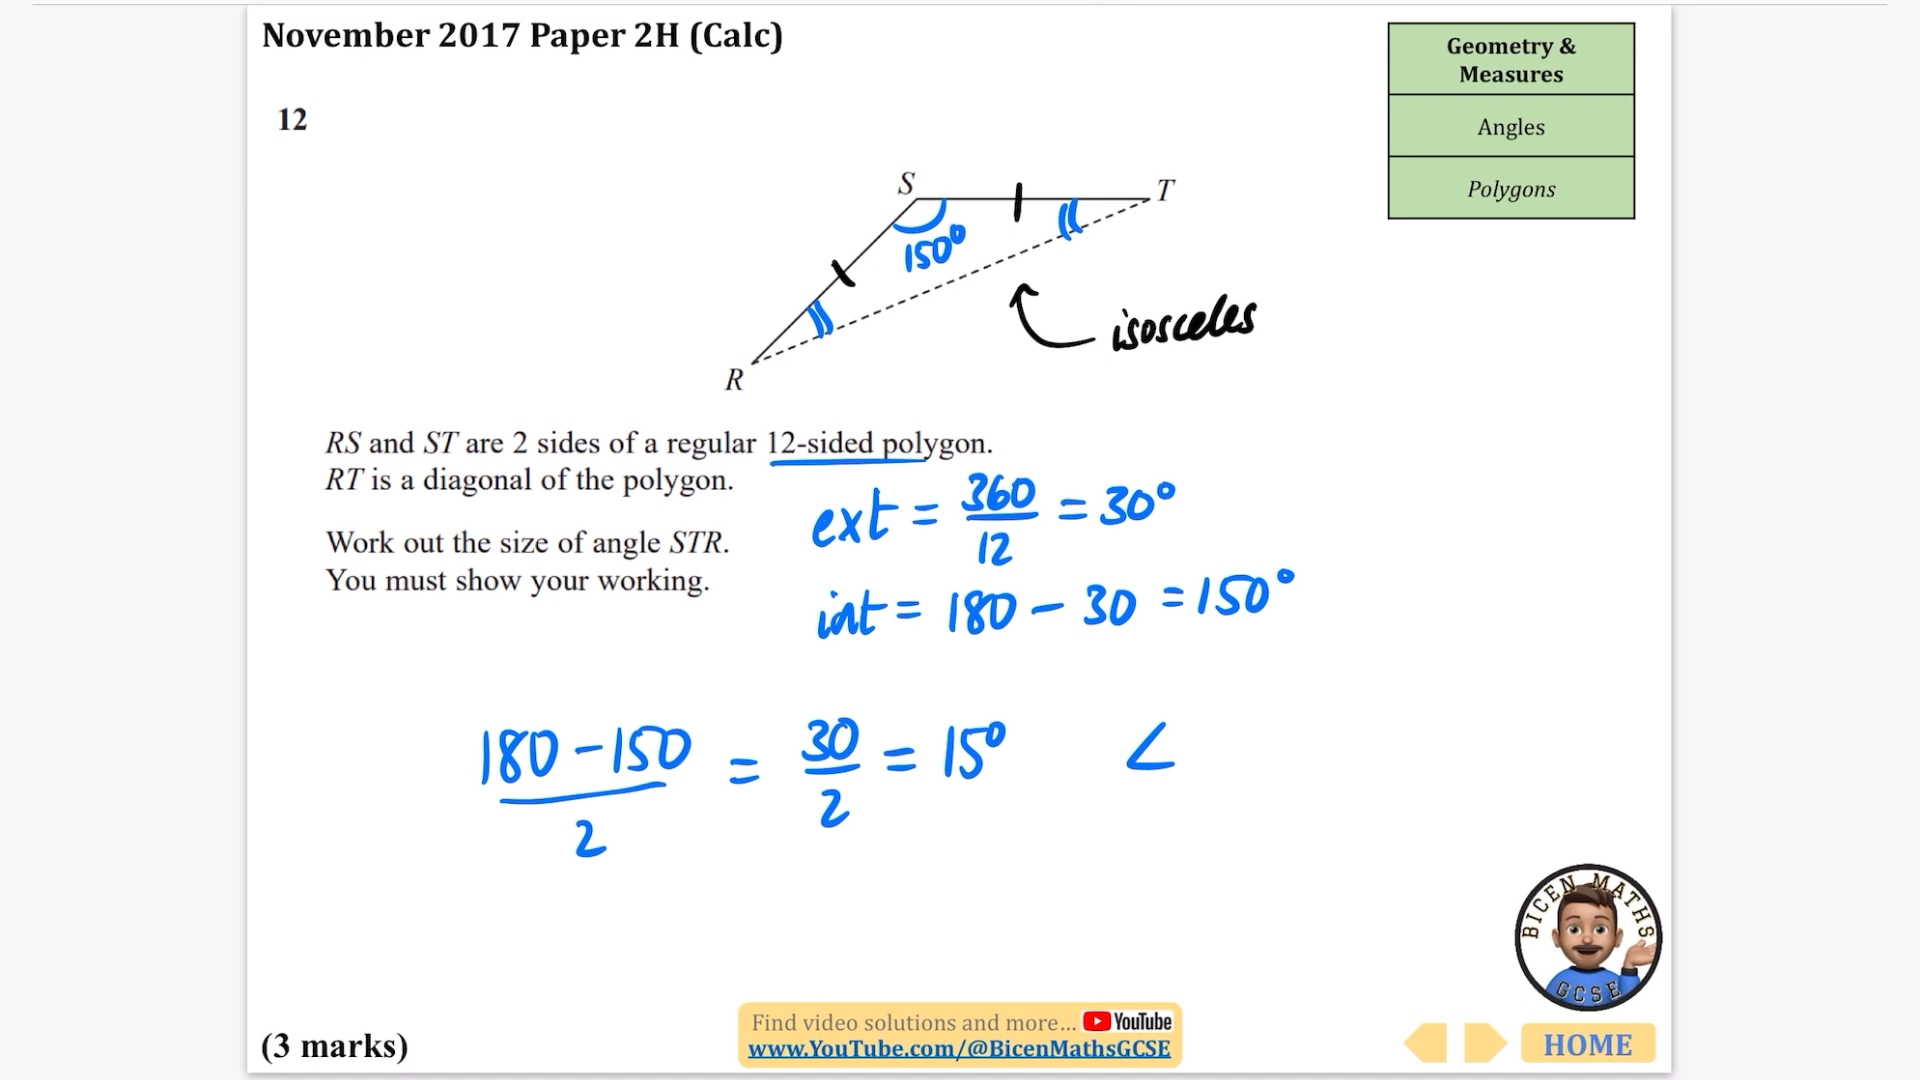 November 2017 Paper 2H (Calc)
Geometry &
Measures
Angles
Polygons
12
S
T
150°
isosceles
R
RS and ST are 2 sides of a regular 12-sided polygon.
RT is a diagonal of the polygon.
ext = 360/12 = 30°
Work out the size of angle STR.
You must show your working.
int = 180 - 30 = 150°
180 - 150 / 2 = 30/2 = 15° <
BICEN MATHS
GCSE
(3 marks)
Find video solutions and more... YouTube
www.YouTube.com/@BicenMathsGCSE
HOME